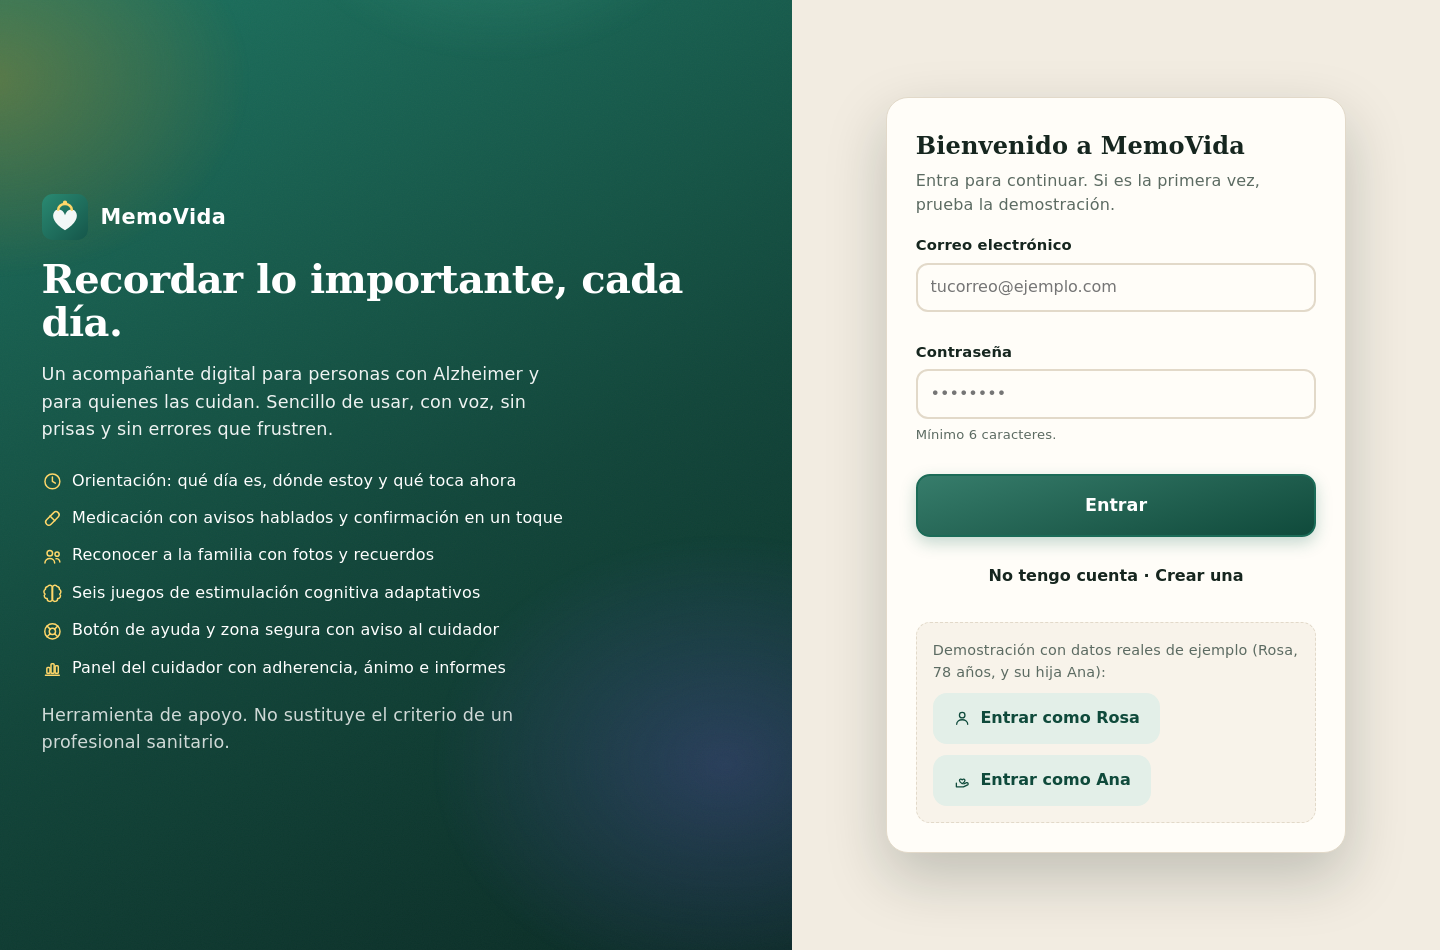 MemoVida
Recordar lo importante, cada
día.
Un acompañante digital para personas con Alzheimer y
para quienes las cuidan. Sencillo de usar, con voz, sin
prisas y sin errores que frustren.
Orientación: qué día es, dónde estoy y qué toca ahora
Medicación con avisos hablados y confirmación en un toque
Reconocer a la familia con fotos y recuerdos
Seis juegos de estimulación cognitiva adaptativos
Botón de ayuda y zona segura con aviso al cuidador
Panel del cuidador con adherencia, ánimo e informes
Herramienta de apoyo. No sustituye el criterio de un
profesional sanitario.
Bienvenido a MemoVida
Entra para continuar. Si es la primera vez,
prueba la demostración.
Correo electrónico
tucorreo@ejemplo.com
Contraseña
••••••••
Mínimo 6 caracteres.
Entrar
No tengo cuenta · Crear una
Demostración con datos reales de ejemplo (Rosa,
78 años, y su hija Ana):
Entrar como Rosa
Entrar como Ana